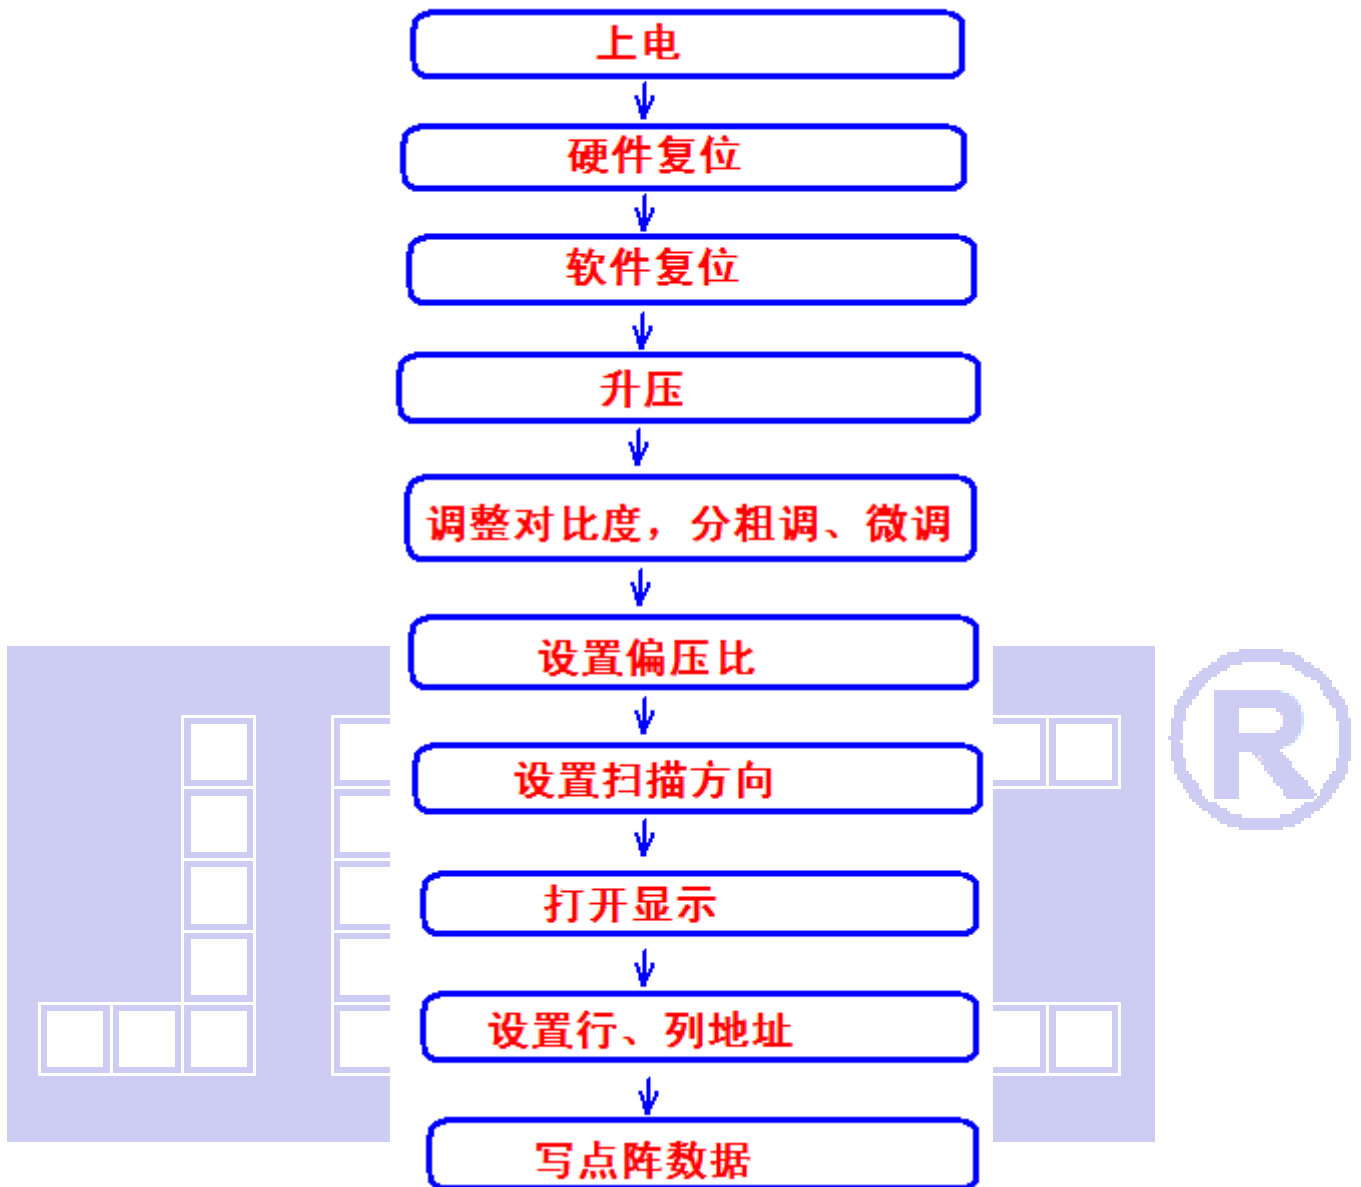 上电
硬件复位
软件复位
升压
调整对比度，分粗调、微调
设置偏压比
设置扫描方向
打开显示
设置行、列地址
写点阵数据
®